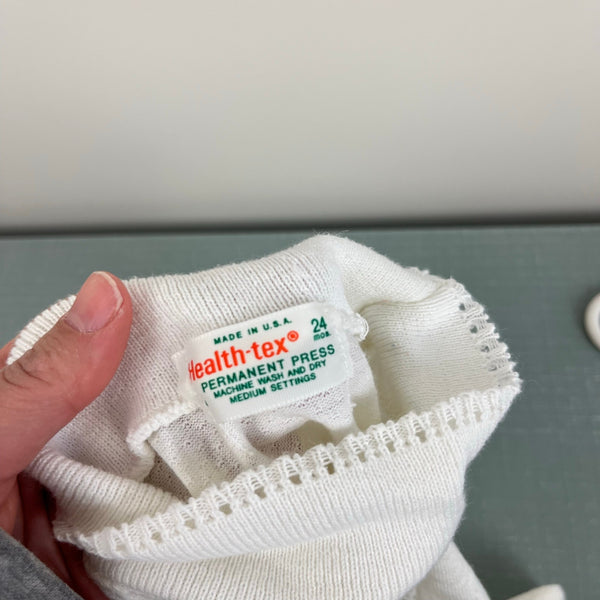 MADE IN U.S.A.
Health-tex® 24 mos.
PERMANENT PRESS
MACHINE WASH AND DRY
MEDIUM SETTINGS